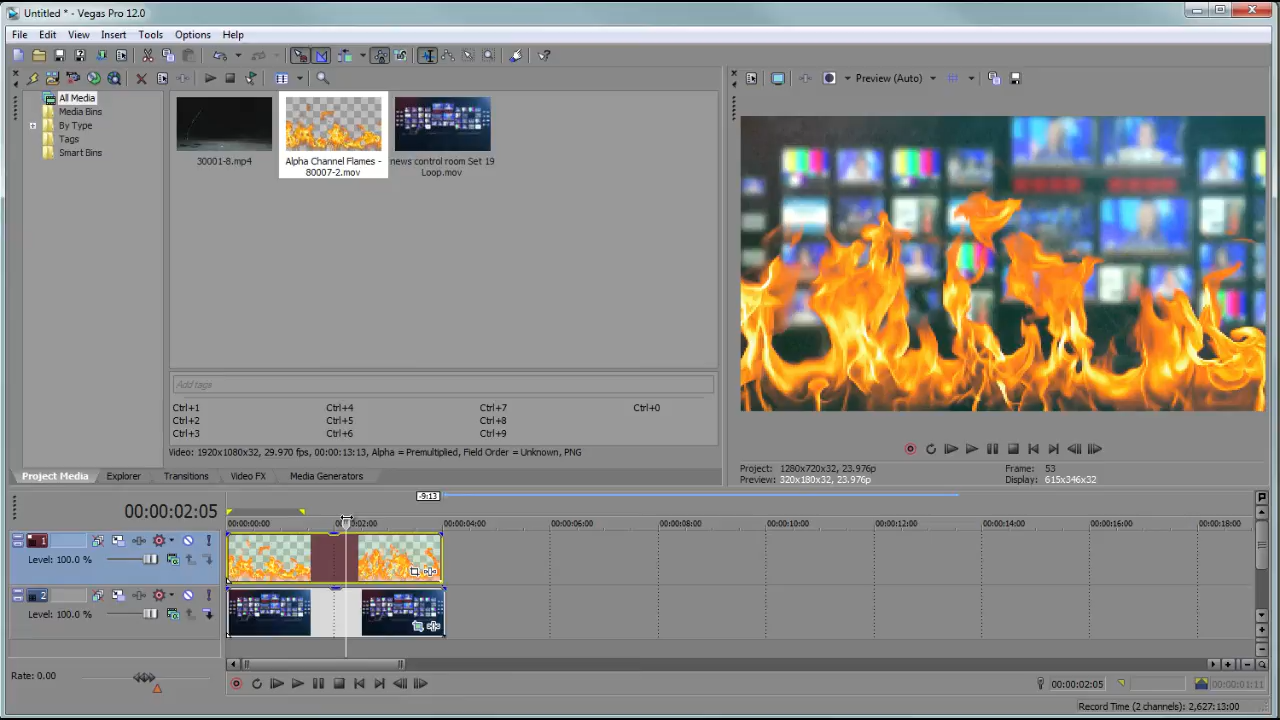 Untitled * - Vegas Pro 12.0
File Edit View Insert Tools Options Help
Preview (Auto)
All Media
Media Bins
By Type
Tags
Smart Bins
30001-8.mp4
Alpha Channel Flames -
80007-2.mov
news control room Set 19
Loop.mov
Add tags
Ctrl+1 Ctrl+4 Ctrl+7 Ctrl+0
Ctrl+2 Ctrl+5 Ctrl+8
Ctrl+3 Ctrl+6 Ctrl+9
Video: 1920x1080x32, 29.970 fps, 00:00:13:13, Alpha = Premultiplied, Field Order = Unknown, PNG
Project Media Explorer Transitions Video FX Media Generators
Project: 1280x720x32, 23.976p Frame: 53
Preview: 320x180x32, 23.976p Display: 615x346x32
-9:13
00:00:02:05
00:00:00:00 00:00:02:00 00:00:04:00 00:00:06:00 00:00:08:00 00:00:10:00 00:00:12:00 00:00:14:00 00:00:16:00 00:00:18:00
1
Level: 100.0 %
2
Level: 100.0 %
Rate: 0.00
00:00:02:05 00:00:01:11
Record Time (2 channels): 2,627:13:00